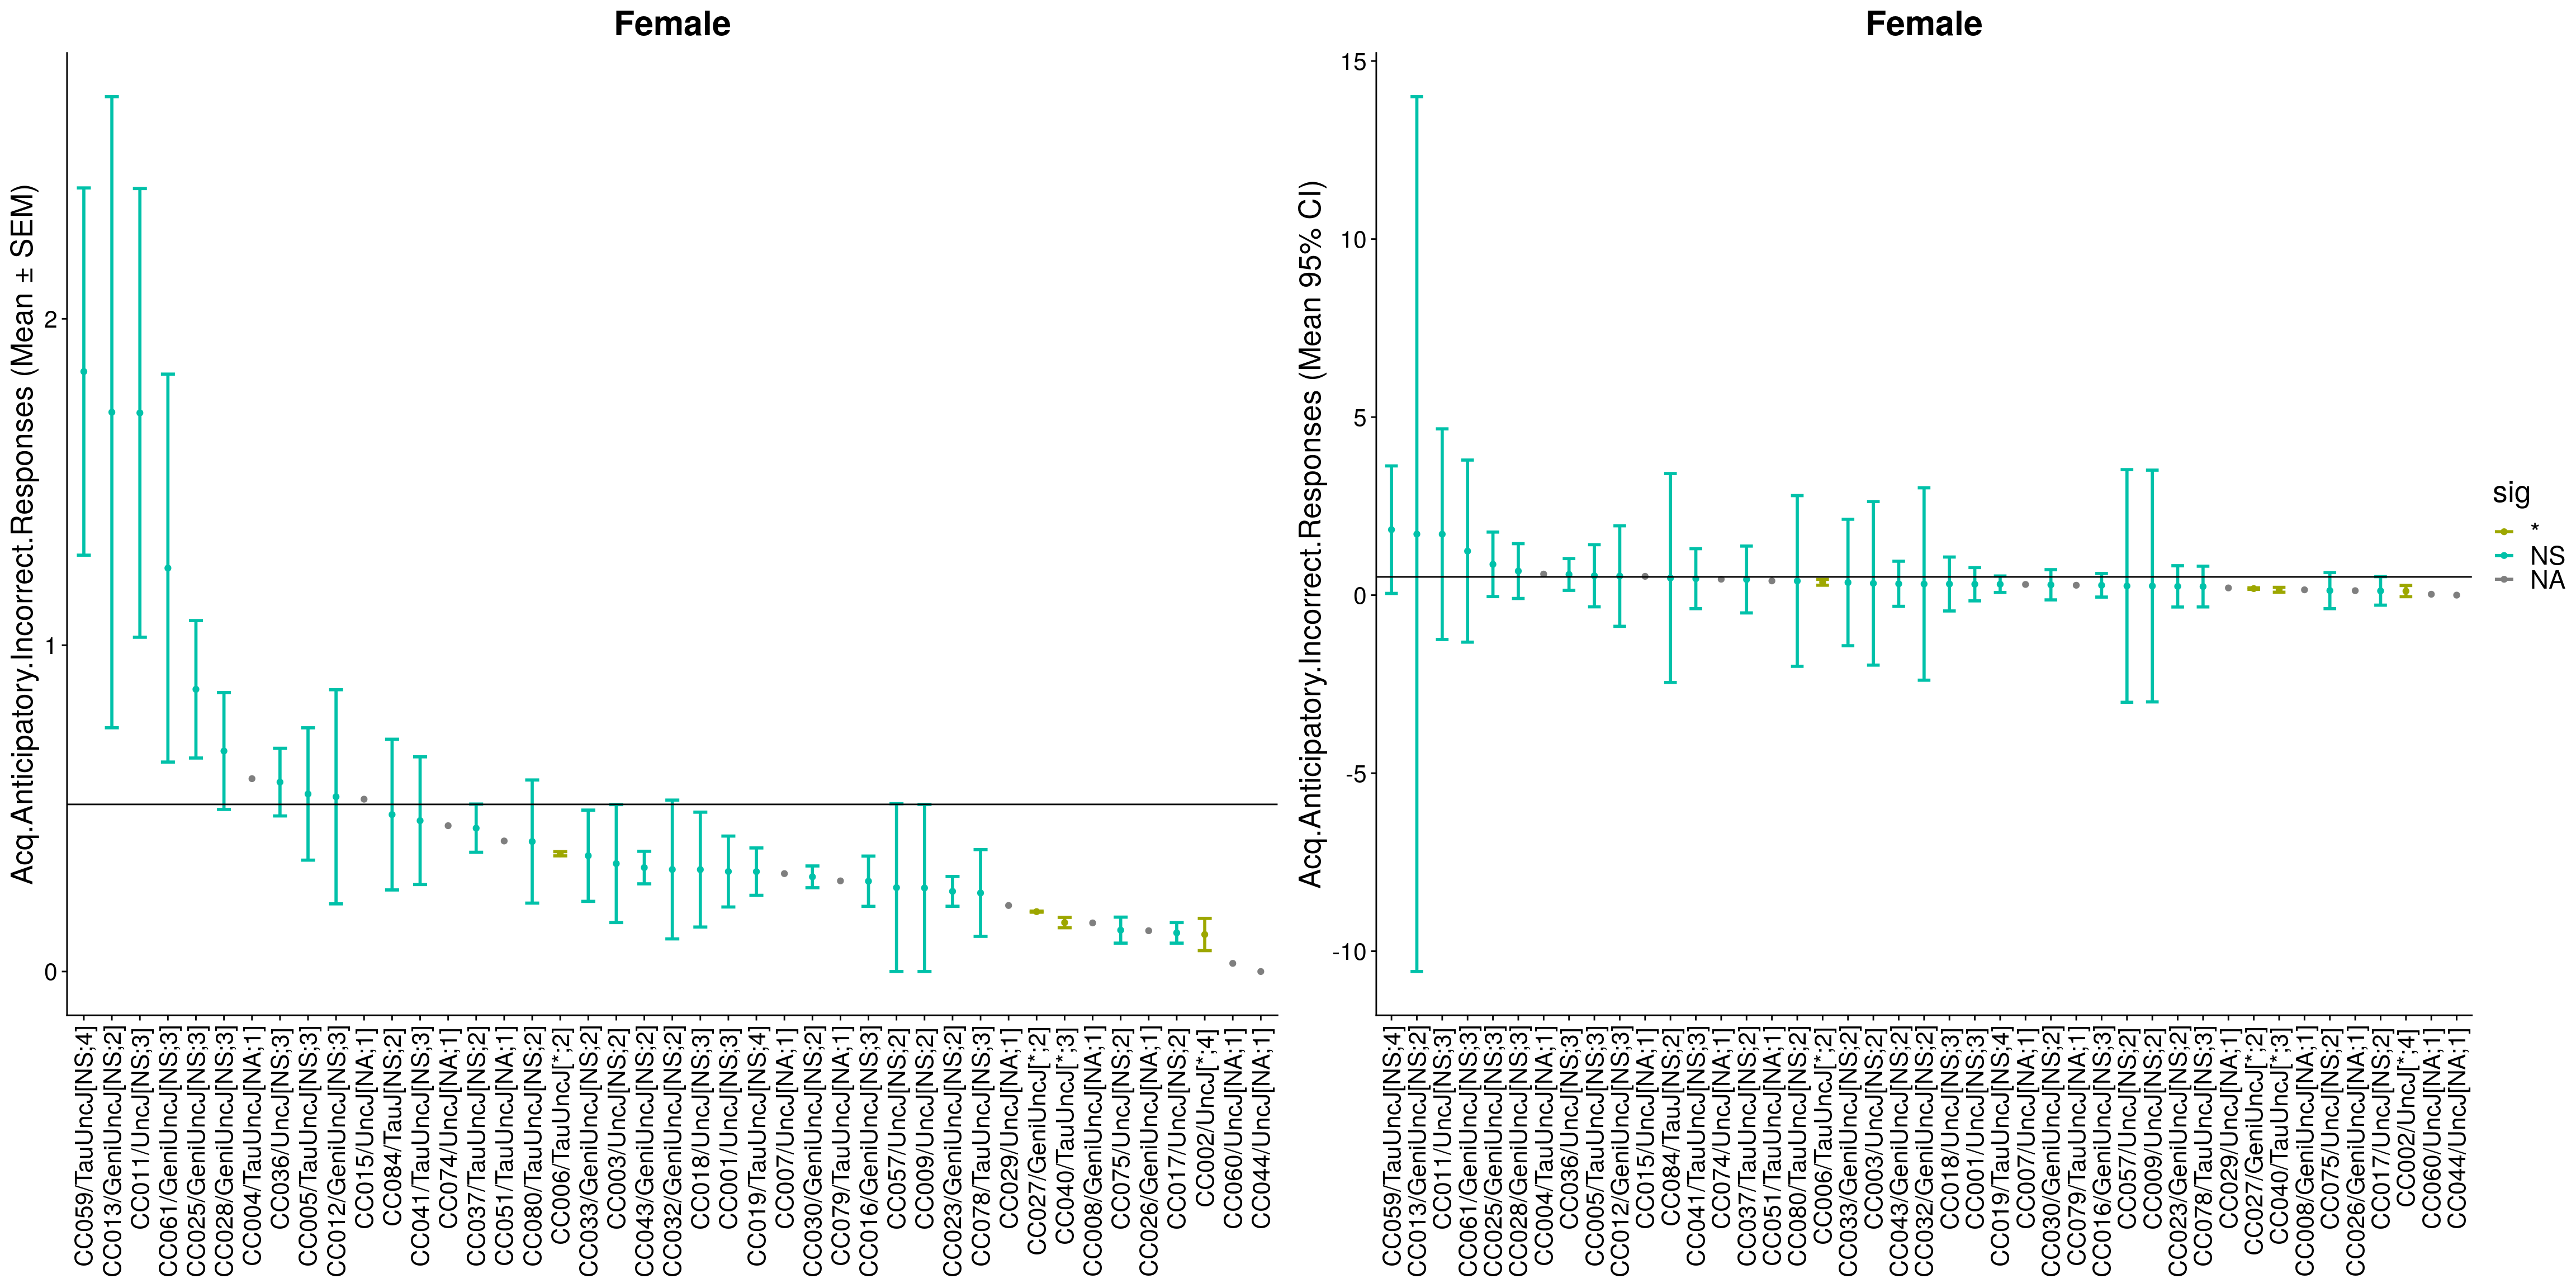 Female
Acq.Anticipatory.Incorrect.Responses (Mean ± SEM)
2
1
0
CC059/TauUncJ[NS;4]
CC013/GeniUncJ[NS;2]
CC011/UncJ[NS;3]
CC061/GeniUncJ[NS;3]
CC025/GeniUncJ[NS;3]
CC028/GeniUncJ[NS;3]
CC004/TauUncJ[NA;1]
CC036/UncJ[NS;3]
CC005/TauUncJ[NS;3]
CC012/GeniUncJ[NS;3]
CC015/UncJ[NA;1]
CC084/TauJ[NS;2]
CC041/TauUncJ[NS;3]
CC074/UncJ[NA;1]
CC037/TauUncJ[NS;2]
CC051/TauUncJ[NA;1]
CC080/TauUncJ[NS;2]
CC006/TauUncJ[*;2]
CC033/GeniUncJ[NS;2]
CC003/UncJ[NS;2]
CC043/GeniUncJ[NS;2]
CC032/GeniUncJ[NS;2]
CC018/UncJ[NS;3]
CC001/UncJ[NS;3]
CC019/TauUncJ[NS;4]
CC007/UncJ[NA;1]
CC030/GeniUncJ[NS;2]
CC079/TauUncJ[NA;1]
CC016/GeniUncJ[NS;3]
CC057/UncJ[NS;2]
CC009/UncJ[NS;2]
CC023/GeniUncJ[NS;2]
CC078/TauUncJ[NS;3]
CC029/UncJ[NA;1]
CC027/GeniUncJ[*;2]
CC040/TauUncJ[*;3]
CC008/GeniUncJ[NA;1]
CC075/UncJ[NS;2]
CC026/GeniUncJ[NA;1]
CC017/UncJ[NS;2]
CC002/UncJ[*;4]
CC060/UncJ[NA;1]
CC044/UncJ[NA;1]
Female
Acq.Anticipatory.Incorrect.Responses (Mean 95% CI)
15
10
5
0
-5
-10
CC059/TauUncJ[NS;4]
CC013/GeniUncJ[NS;2]
CC011/UncJ[NS;3]
CC061/GeniUncJ[NS;3]
CC025/GeniUncJ[NS;3]
CC028/GeniUncJ[NS;3]
CC004/TauUncJ[NA;1]
CC036/UncJ[NS;3]
CC005/TauUncJ[NS;3]
CC012/GeniUncJ[NS;3]
CC015/UncJ[NA;1]
CC084/TauJ[NS;2]
CC041/TauUncJ[NS;3]
CC074/UncJ[NA;1]
CC037/TauUncJ[NS;2]
CC051/TauUncJ[NA;1]
CC080/TauUncJ[NS;2]
CC006/TauUncJ[*;2]
CC033/GeniUncJ[NS;2]
CC003/UncJ[NS;2]
CC043/GeniUncJ[NS;2]
CC032/GeniUncJ[NS;2]
CC018/UncJ[NS;3]
CC001/UncJ[NS;3]
CC019/TauUncJ[NS;4]
CC007/UncJ[NA;1]
CC030/GeniUncJ[NS;2]
CC079/TauUncJ[NA;1]
CC016/GeniUncJ[NS;3]
CC057/UncJ[NS;2]
CC009/UncJ[NS;2]
CC023/GeniUncJ[NS;2]
CC078/TauUncJ[NS;3]
CC029/UncJ[NA;1]
CC027/GeniUncJ[*;2]
CC040/TauUncJ[*;3]
CC008/GeniUncJ[NA;1]
CC075/UncJ[NS;2]
CC026/GeniUncJ[NA;1]
CC017/UncJ[NS;2]
CC002/UncJ[*;4]
CC060/UncJ[NA;1]
CC044/UncJ[NA;1]
sig
*
NS
NA